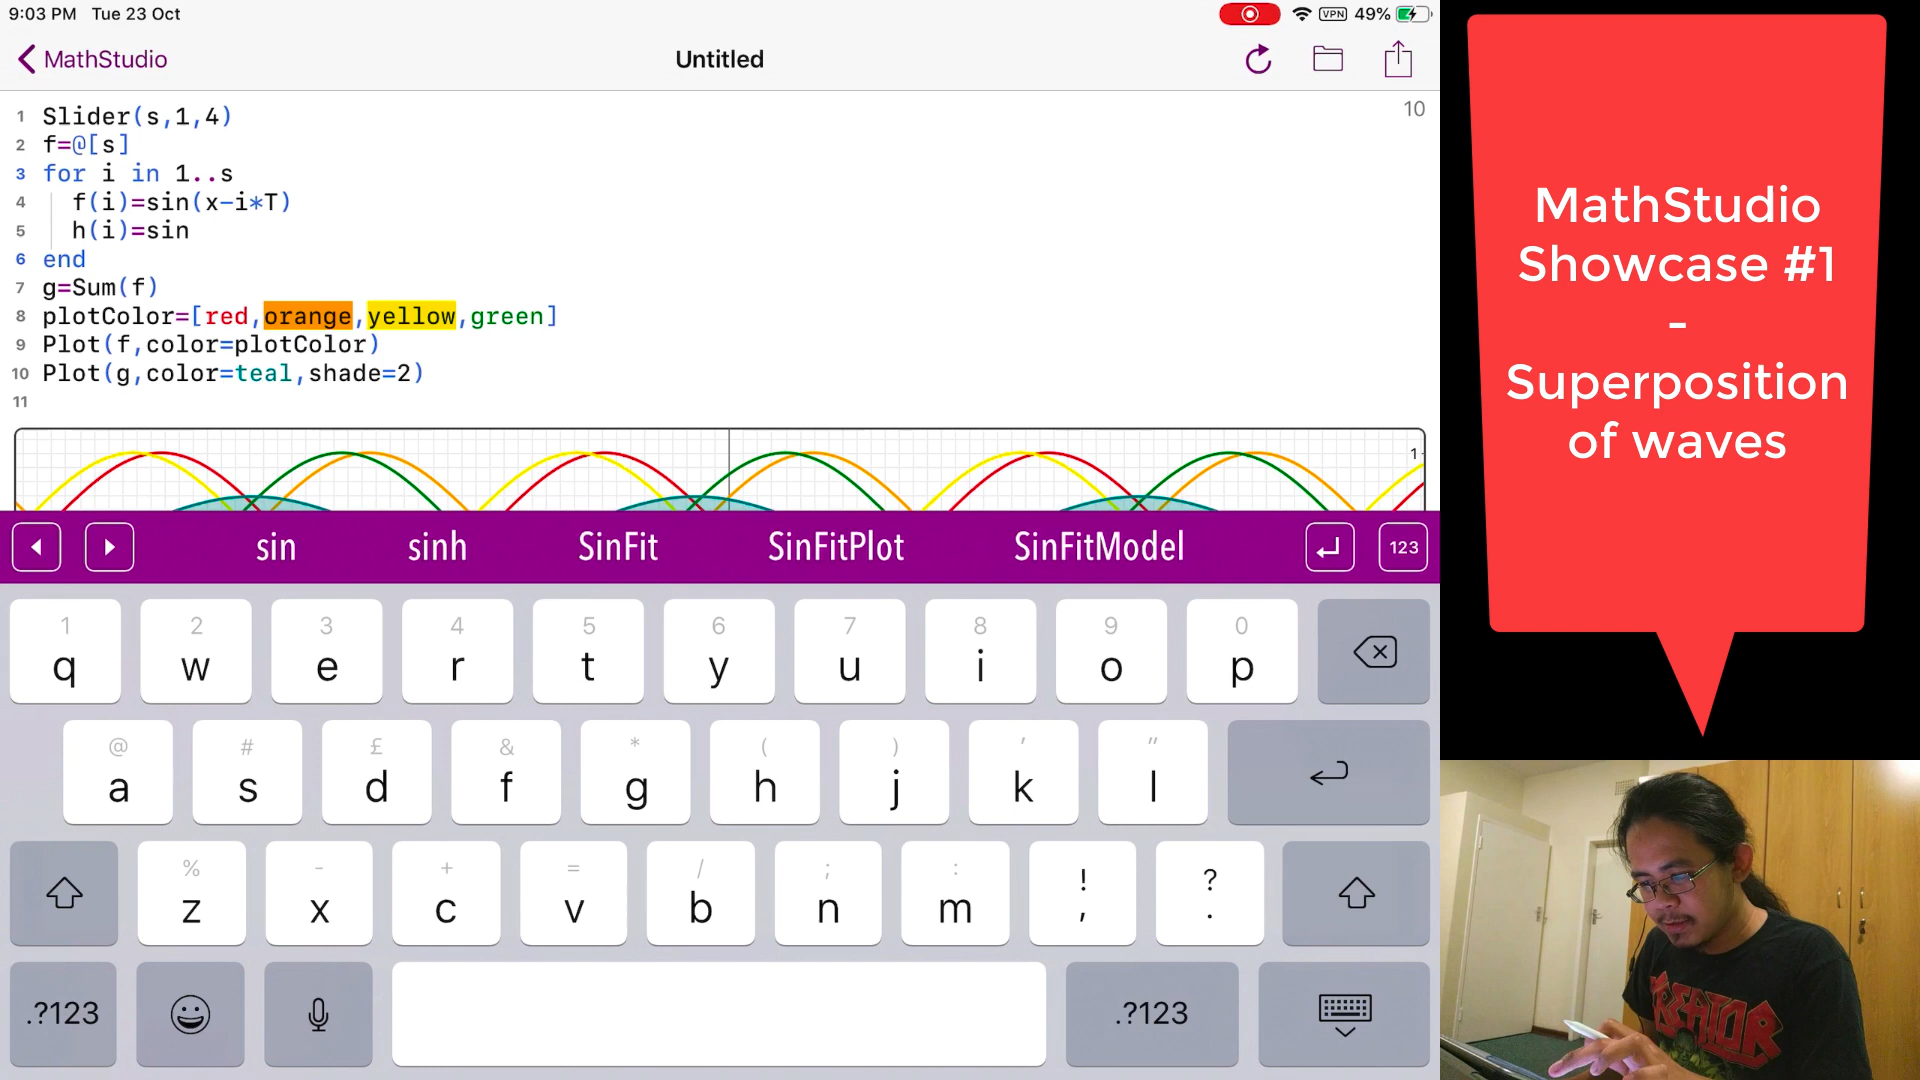 9:03 PM Tue 23 Oct
VPN 49%
MathStudio
Untitled
10
1 Slider(s,1,4)
2 f=@[s]
3 for i in 1..s
4 f(i)=sin(x-i*T)
5 h(i)=sin
6 end
7 g=Sum(f)
8 plotColor=[red,orange,yellow,green]
9 Plot(f,color=plotColor)
10 Plot(g,color=teal,shade=2)
11
1
sin sinh SinFit SinFitPlot SinFitModel 123
1 2 3 4 5 6 7 8 9 0
q w e r t y u i o p
@ # £ & * ( ) ' "
a s d f g h j k l
% - + = / ; : ! ?
z x c v b n m , .
.?123 .?123
MathStudio
Showcase #1
-
Superposition
of waves
KREATOR